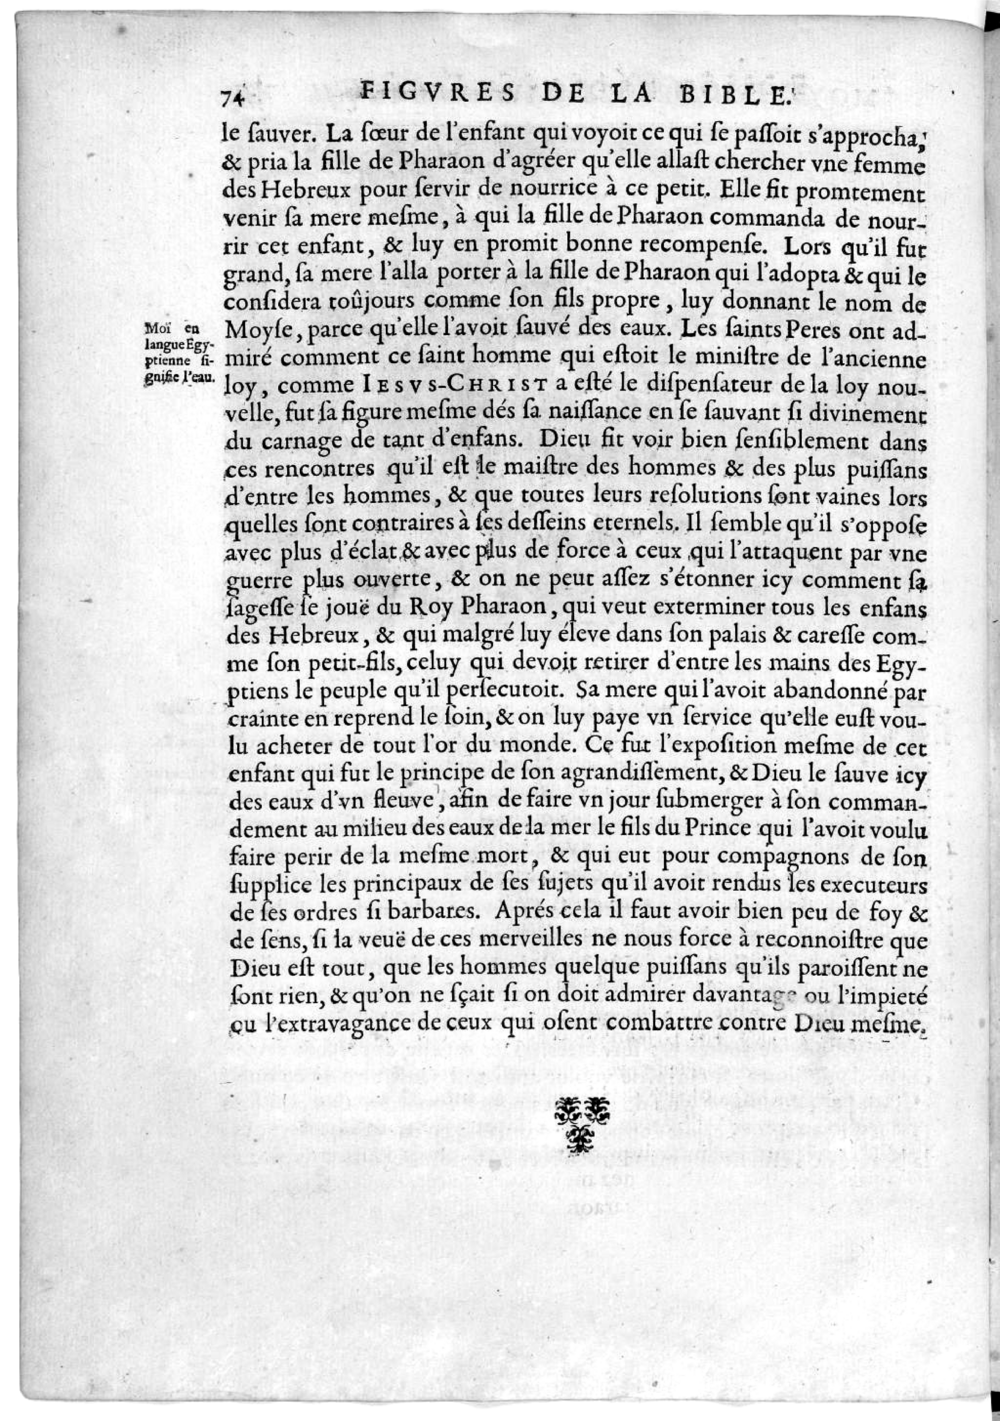 74 FIGVRES DE LA BIBLE.
le ſauver. La ſœur de l'enfant qui voyoit ce qui ſe paſſoit s'approcha,
& pria la fille de Pharaon d'agréer qu'elle allaſt chercher vne femme
des Hebreux pour ſervir de nourrice à ce petit. Elle fit promtement
venir ſa mere meſme, à qui la fille de Pharaon commanda de nour-
rir cet enfant, & luy en promit bonne recompenſe. Lors qu'il fut
grand, ſa mere l'alla porter à la fille de Pharaon qui l'adopta & qui le
conſidera toûjours comme ſon fils propre, luy donnant le nom de
Moyſe, parce qu'elle l'avoit ſauvé des eaux. Les ſaints Peres ont ad-
miré comment ce ſaint homme qui eſtoit le miniſtre de l'ancienne
loy, comme IESVS-CHRIST a eſté le diſpenſateur de la loy nou-
velle, fut ſa figure meſme dés ſa naiſſance en ſe ſauvant ſi divinement
du carnage de tant d'enfans. Dieu fit voir bien ſenſiblement dans
ces rencontres qu'il eſt le maiſtre des hommes & des plus puiſſans
d'entre les hommes, & que toutes leurs reſolutions ſont vaines lors
quelles ſont contraires à ſes deſſeins eternels. Il ſemble qu'il s'oppoſe
avec plus d'éclat & avec plus de force à ceux qui l'attaquent par vne
guerre plus ouverte, & on ne peut aſſez s'étonner icy comment ſa
ſageſſe ſe jouë du Roy Pharaon, qui veut exterminer tous les enfans
des Hebreux, & qui malgré luy éleve dans ſon palais & careſſe com-
me ſon petit-fils, celuy qui devoit retirer d'entre les mains des Egy-
ptiens le peuple qu'il perſecutoit. Sa mere qui l'avoit abandonné par
crainte en reprend le ſoin, & on luy paye vn ſervice qu'elle euſt vou-
lu acheter de tout l'or du monde. Ce fut l'expoſition meſme de cet
enfant qui fut le principe de ſon agrandiſſement, & Dieu le ſauve icy
des eaux d'vn fleuve, afin de faire vn jour ſubmerger à ſon comman-
dement au milieu des eaux de la mer le fils du Prince qui l'avoit voulu
faire perir de la meſme mort, & qui eut pour compagnons de ſon
ſupplice les principaux de ſes ſujets qu'il avoit rendus les executeurs
de ſes ordres ſi barbares. Aprés cela il faut avoir bien peu de foy &
de ſens, ſi la veuë de ces merveilles ne nous force à reconnoiſtre que
Dieu eſt tout, que les hommes quelque puiſſans qu'ils paroiſſent ne
ſont rien, & qu'on ne ſçait ſi on doit admirer davantage ou l'impieté
ou l'extravagance de ceux qui oſent combattre contre Dieu meſme.
Moï en
langue Egy-
ptienne ſi-
gnifie l'eau.